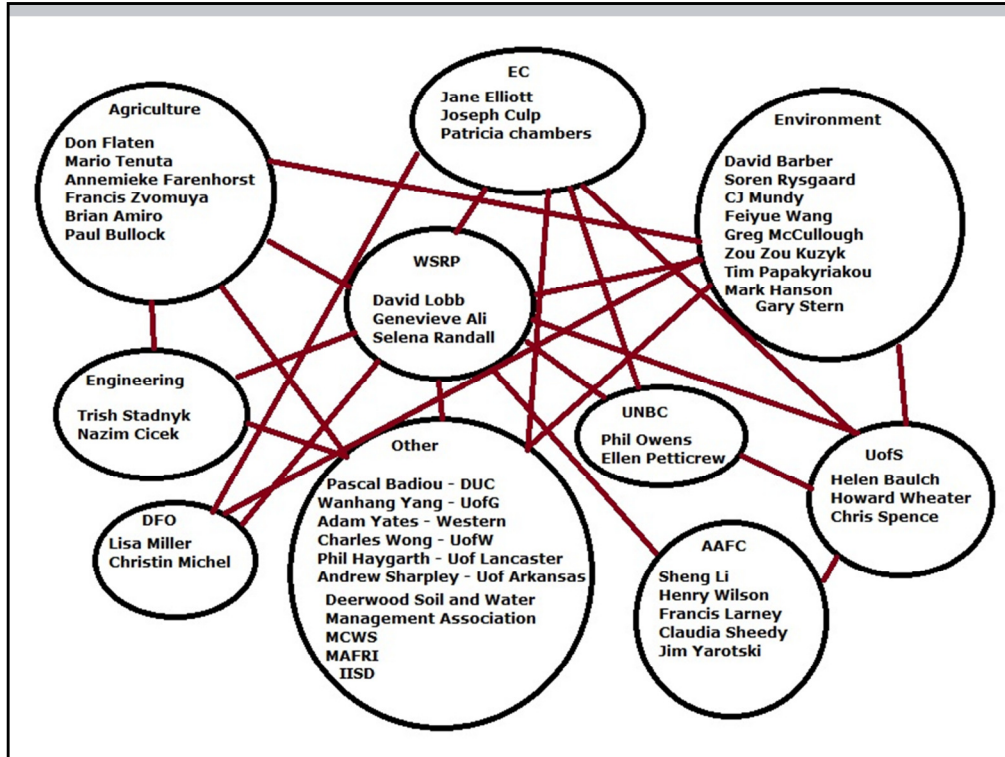 EC
Jane Elliott
Joseph Culp
Patricia chambers
Agriculture
Don Flaten
Mario Tenuta
Annemieke Farenhorst
Francis Zvomuya
Brian Amiro
Paul Bullock
Environment
David Barber
Soren Rysgaard
CJ Mundy
Feiyue Wang
Greg McCullough
Zou Zou Kuzyk
Tim Papakyriakou
Mark Hanson
Gary Stern
WSRP
David Lobb
Genevieve Ali
Selena Randall
Engineering
Trish Stadnyk
Nazim Cicek
UNBC
Phil Owens
Ellen Petticrew
UofS
Helen Baulch
Howard Wheater
Chris Spence
Other
Pascal Badiou - DUC
Wanhang Yang - UofG
Adam Yates - Western
Charles Wong - UofW
Phil Haygarth - Uof Lancaster
Andrew Sharpley - Uof Arkansas
Deerwood Soil and Water
Management Association
MCWS
MAFRI
IISD
DFO
Lisa Miller
Christin Michel
AAFC
Sheng Li
Henry Wilson
Francis Larney
Claudia Sheedy
Jim Yarotski